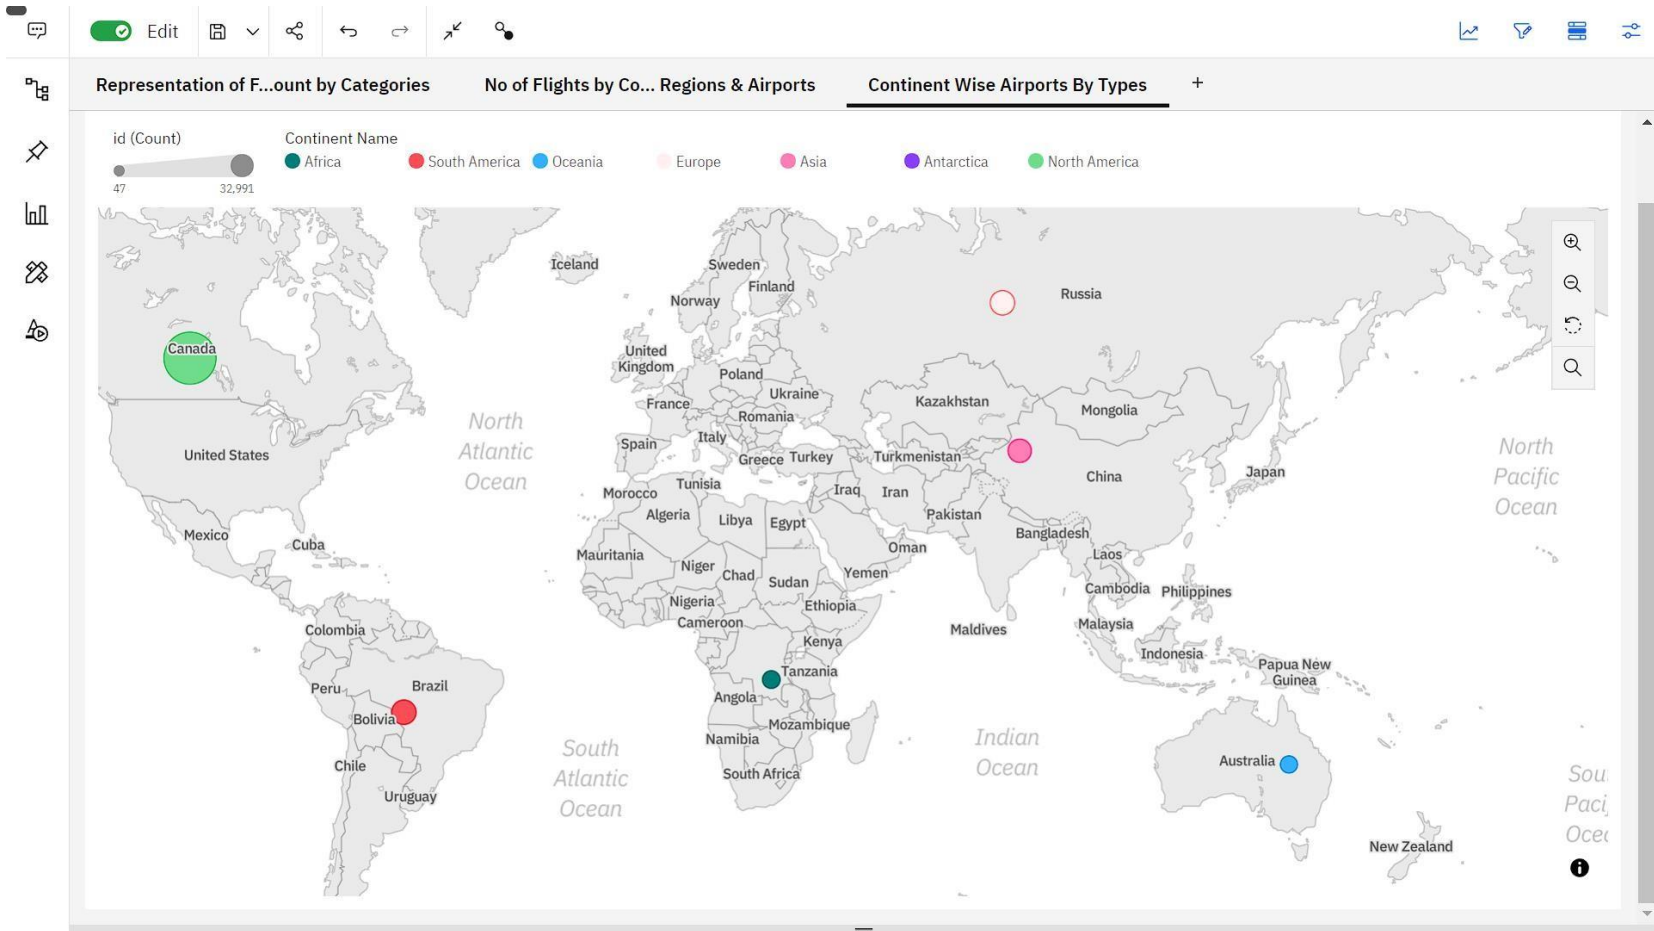 Edit
Representation of F...ount by Categories
No of Flights by Co... Regions & Airports
Continent Wise Airports By Types
+
id (Count)
47
32,991
Continent Name
Africa
South America
Oceania
Europe
Asia
Antarctica
North America
Iceland
Sweden
Finland
Norway
Russia
Canada
United
Kingdom
Poland
Ukraine
France
Romania
Kazakhstan
Mongolia
North
Atlantic
Ocean
United States
Spain
Italy
Greece
Turkey
Turkmenistan
China
Japan
North
Pacific
Ocean
Morocco
Tunisia
Iraq
Iran
Algeria
Libya
Egypt
Pakistan
Mexico
Cuba
Bangladesh
Mauritania
Oman
Laos
Niger
Chad
Sudan
Yemen
Cambodia
Philippines
Nigeria
Ethiopia
Cameroon
Colombia
Maldives
Malaysia
Kenya
Indonesia
Papua New
Guinea
Tanzania
Peru
Brazil
Angola
Bolivia
Mozambique
Namibia
Indian
Ocean
South
Atlantic
Ocean
Australia
Chile
South Africa
Uruguay
Sou
Paci
Oce
New Zealand